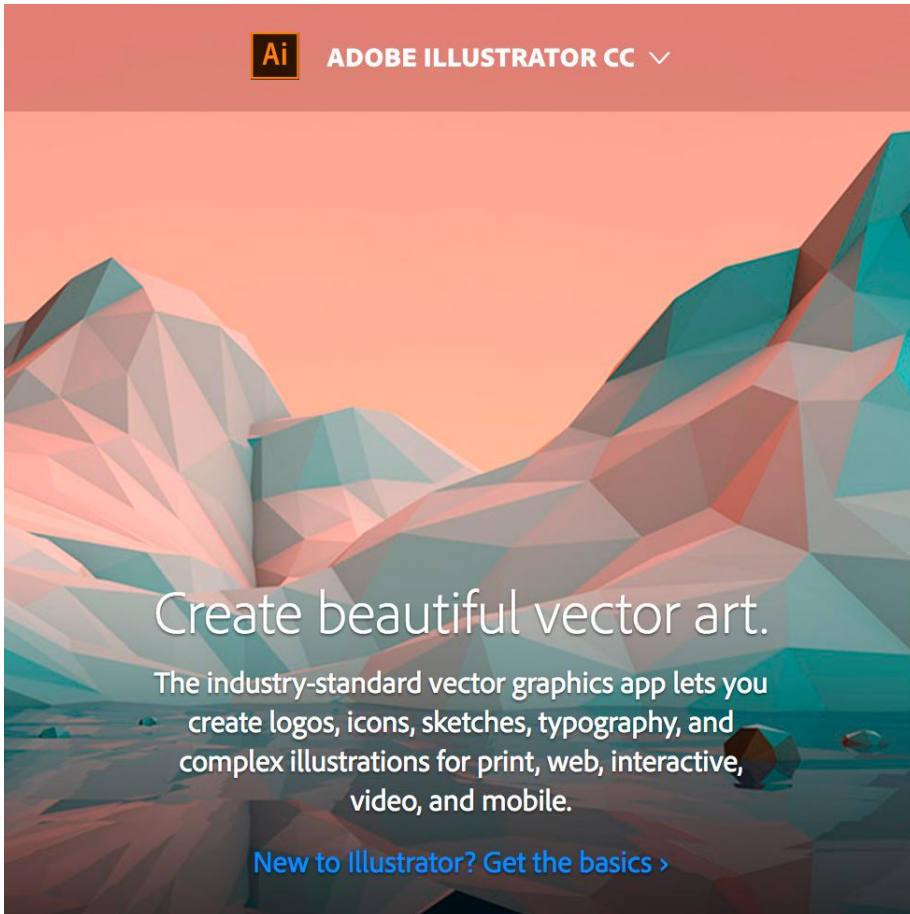 Ai ADOBE ILLUSTRATOR CC
Create beautiful vector art.
The industry-standard vector graphics app lets you
create logos, icons, sketches, typography, and
complex illustrations for print, web, interactive,
video, and mobile.
New to Illustrator? Get the basics ›